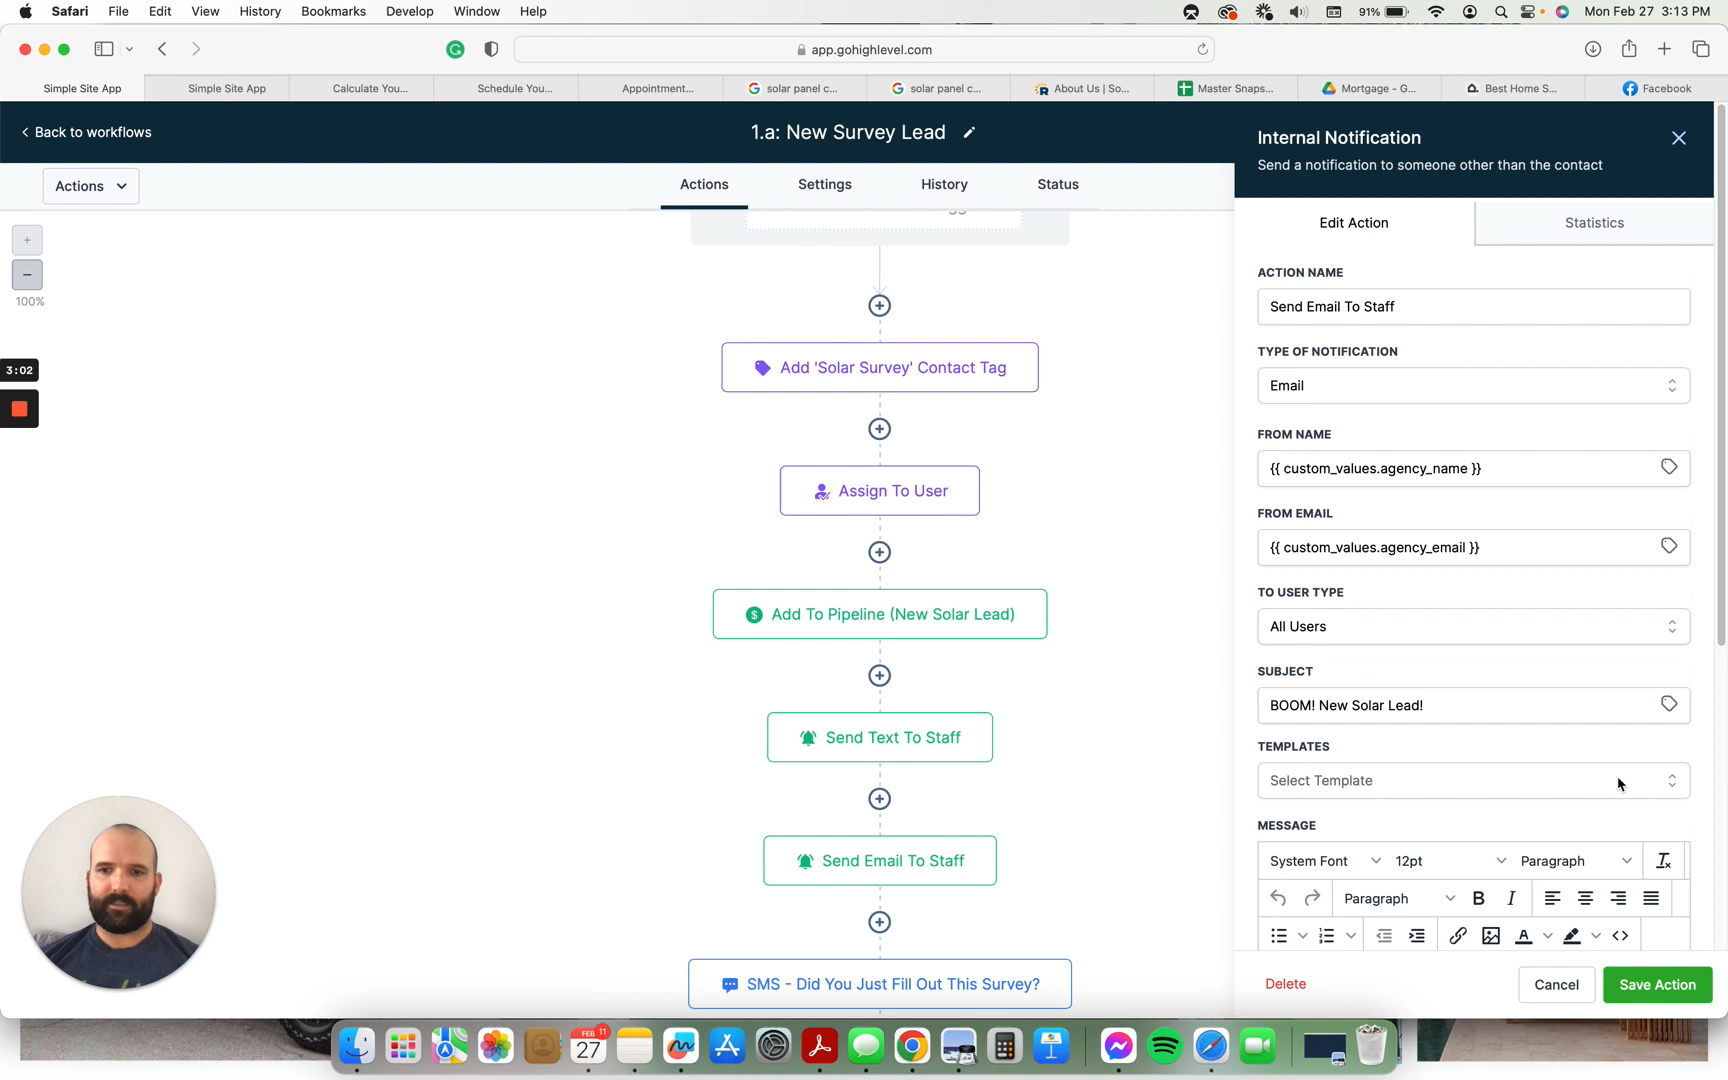 Safari File Edit View History Bookmarks Develop Window Help 91% Mon Feb 27 3:13 PM
app.gohighlevel.com
Simple Site App Simple Site App Calculate You... Schedule You... Appointment... solar panel c... solar panel c... About Us | So... Master Snaps... Mortgage - G... Best Home S... Facebook
Back to workflows 1.a: New Survey Lead
Actions Actions Settings History Status
100%
3:02
Add 'Solar Survey' Contact Tag
Assign To User
Add To Pipeline (New Solar Lead)
Send Text To Staff
Send Email To Staff
SMS - Did You Just Fill Out This Survey?
Internal Notification
Send a notification to someone other than the contact
Edit Action Statistics
ACTION NAME
Send Email To Staff
TYPE OF NOTIFICATION
Email
FROM NAME
{{ custom_values.agency_name }}
FROM EMAIL
{{ custom_values.agency_email }}
TO USER TYPE
All Users
SUBJECT
BOOM! New Solar Lead!
TEMPLATES
Select Template
MESSAGE
System Font 12pt Paragraph
Paragraph B I
A
Delete Cancel Save Action
FEB 11
27